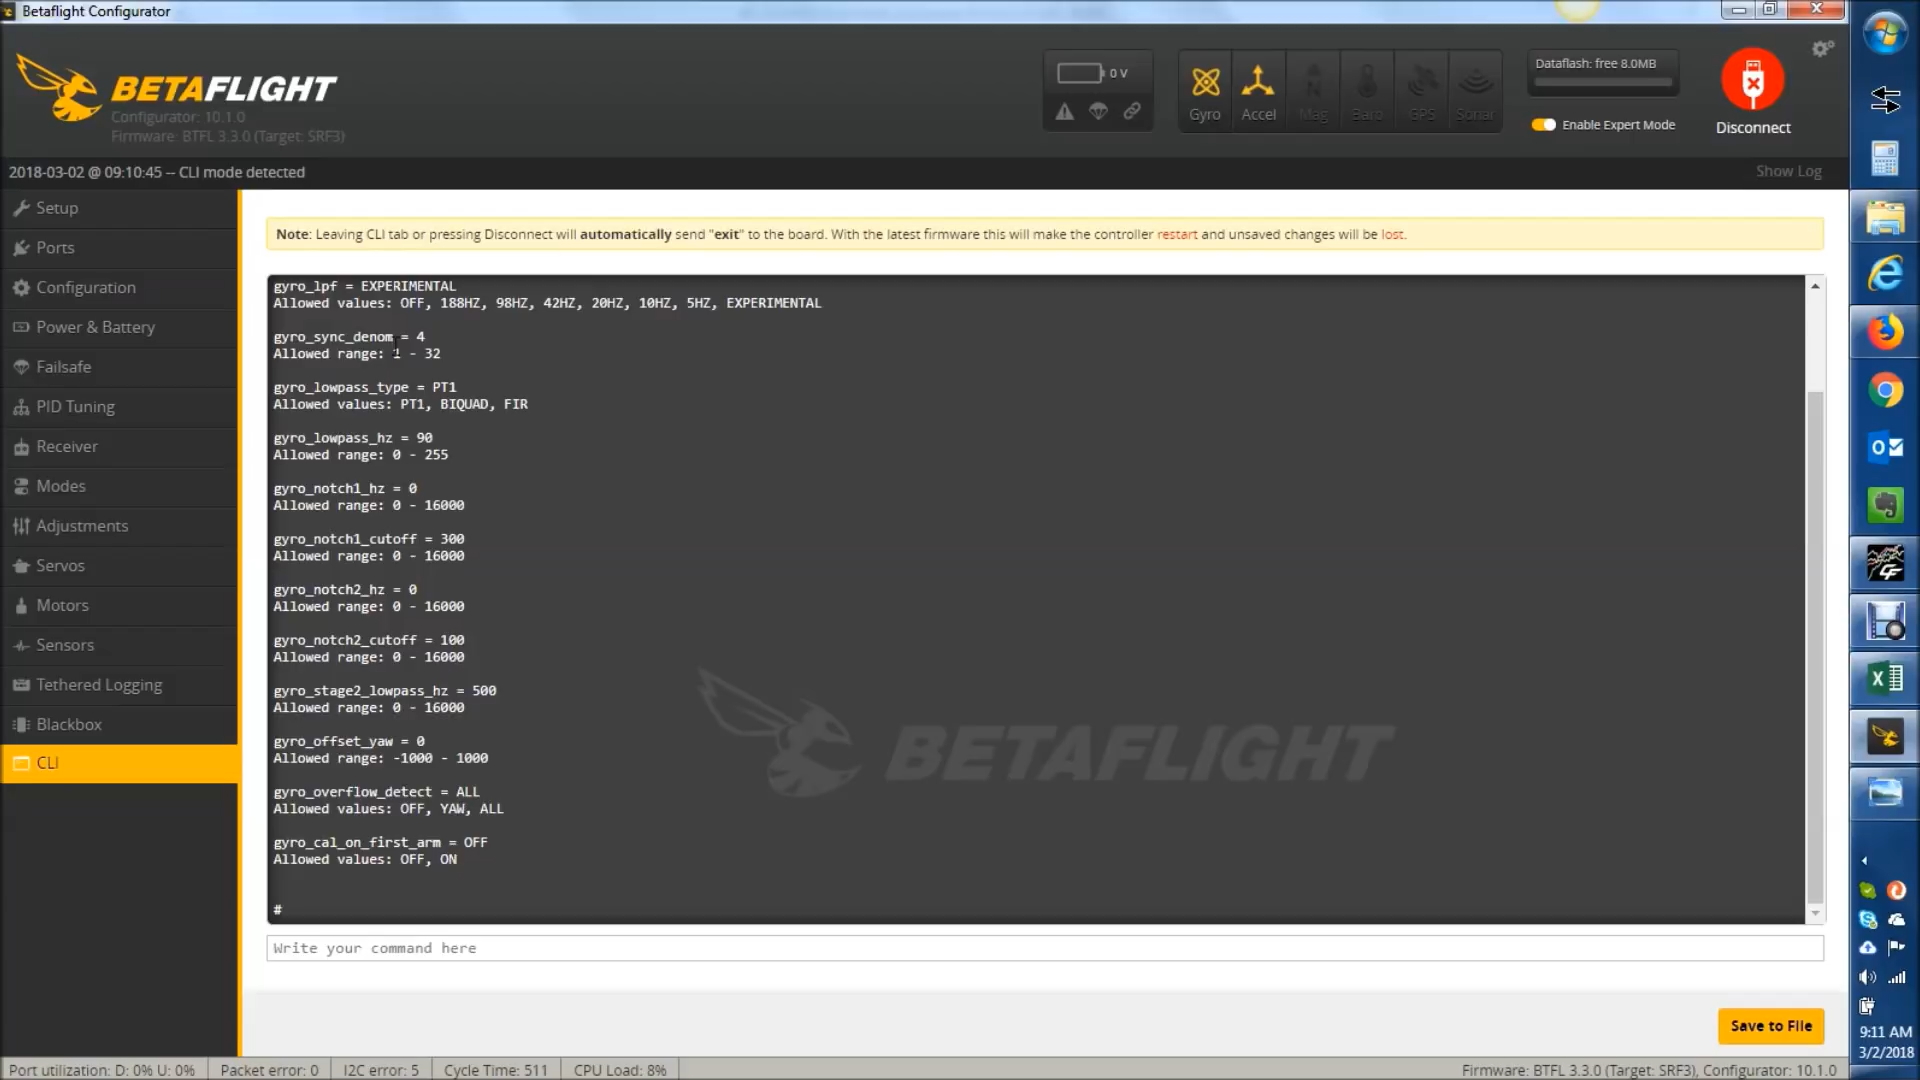 Betaflight Configurator
BETAFLIGHT
Configurator: 10.1.0
Firmware: BTFL 3.3.0 (Target: SRF3)
0 V
Gyro
Accel
Mag
Baro
GPS
Sonar
Dataflash: free 8.0MB
Enable Expert Mode
Disconnect
2018-03-02 @ 09:10:45 -- CLI mode detected
Show Log
Setup
Ports
Configuration
Power & Battery
Failsafe
PID Tuning
Receiver
Modes
Adjustments
Servos
Motors
Sensors
Tethered Logging
Blackbox
CLI
Note: Leaving CLI tab or pressing Disconnect will automatically send "exit" to the board. With the latest firmware this will make the controller restart and unsaved changes will be lost.
gyro_lpf = EXPERIMENTAL
Allowed values: OFF, 188HZ, 98HZ, 42HZ, 20HZ, 10HZ, 5HZ, EXPERIMENTAL
gyro_sync_denom = 4
Allowed range: 1 - 32
gyro_lowpass_type = PT1
Allowed values: PT1, BIQUAD, FIR
gyro_lowpass_hz = 90
Allowed range: 0 - 255
gyro_notch1_hz = 0
Allowed range: 0 - 16000
gyro_notch1_cutoff = 300
Allowed range: 0 - 16000
gyro_notch2_hz = 0
Allowed range: 0 - 16000
gyro_notch2_cutoff = 100
Allowed range: 0 - 16000
gyro_stage2_lowpass_hz = 500
Allowed range: 0 - 16000
gyro_offset_yaw = 0
Allowed range: -1000 - 1000
gyro_overflow_detect = ALL
Allowed values: OFF, YAW, ALL
gyro_cal_on_first_arm = OFF
Allowed values: OFF, ON
#
BETAFLIGHT
Write your command here
Save to File
Port utilization: D: 0% U: 0%
Packet error: 0
I2C error: 5
Cycle Time: 511
CPU Load: 8%
Firmware: BTFL 3.3.0 (Target: SRF3), Configurator: 10.1.0
9:11 AM
3/2/2018